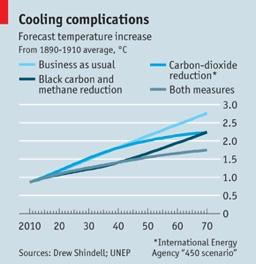 Cooling complications
Forecast temperature increase
From 1890-1910 average, °C
Business as usual
Black carbon and
methane reduction
Carbon-dioxide
reduction*
Both measures
3.0
2.5
2.0
1.5
1.0
0.5
0
2010 20 30 40 50 60 70
Sources: Drew Shindell; UNEP
*International Energy
Agency "450 scenario"